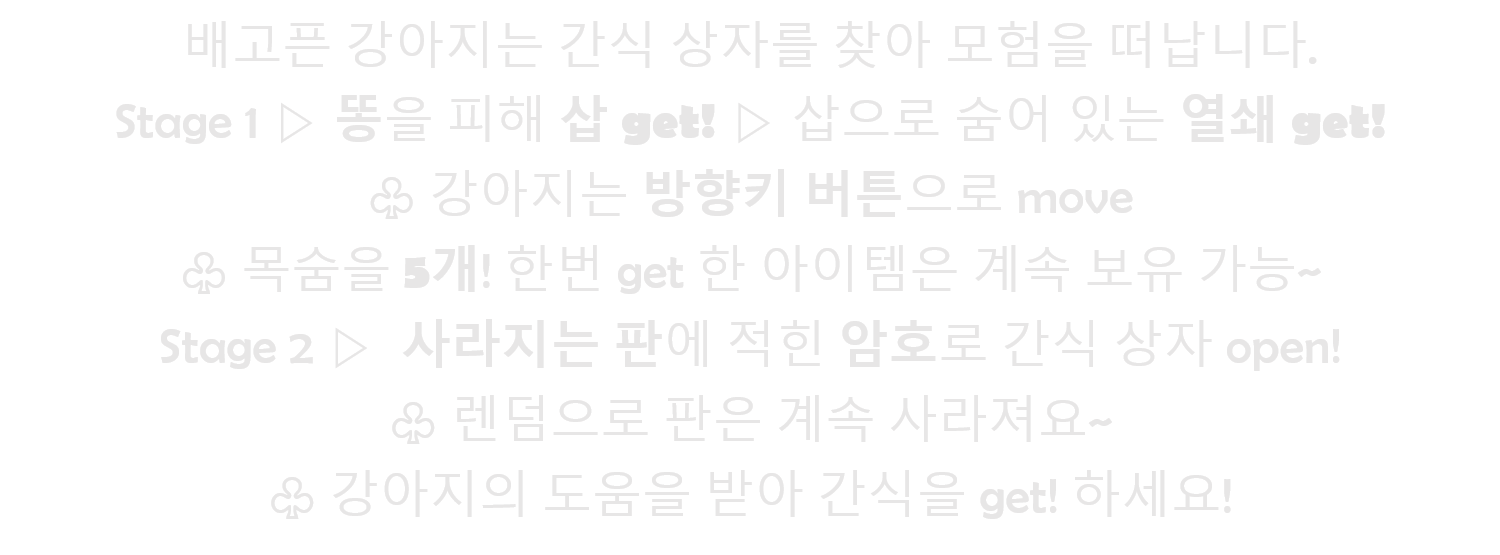 배고픈 강아지는 간식 상자를 찾아 모험을 떠납니다.
Stage 1 ▷ 똥을 피해 삽 get! ▷ 삽으로 숨어 있는 열쇄 get!
♧ 강아지는 방향키 버튼으로 move
♧ 목숨을 5개! 한번 get 한 아이템은 계속 보유 가능~
Stage 2 ▷ 사라지는 판에 적힌 암호로 간식 상자 open!
♧ 렌덤으로 판은 계속 사라져요~
♧ 강아지의 도움을 받아 간식을 get! 하세요!